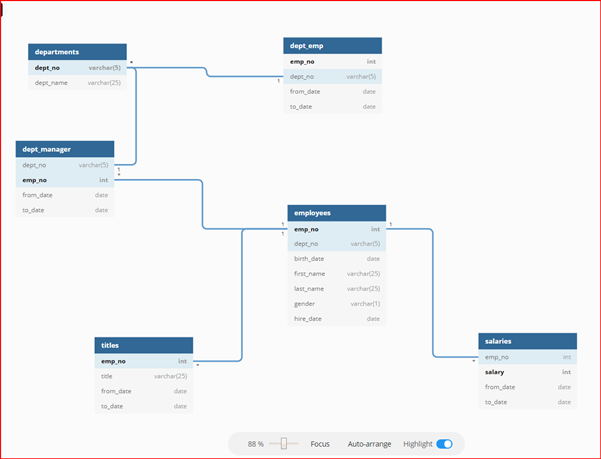 departments
dept_no varchar(5)
dept_name varchar(25)
*
dept_emp
emp_no int
dept_no varchar(5)
from_date date
to_date date
1
dept_manager
dept_no varchar(5)
emp_no int
from_date date
to_date date
1
*
employees
emp_no int
dept_no varchar(5)
birth_date date
first_name varchar(25)
last_name varchar(25)
gender varchar(1)
hire_date date
1
1
1
titles
emp_no int
title varchar(25)
from_date date
to_date date
*
salaries
emp_no int
salary int
from_date date
to_date date
*
88 % Focus Auto-arrange Highlight